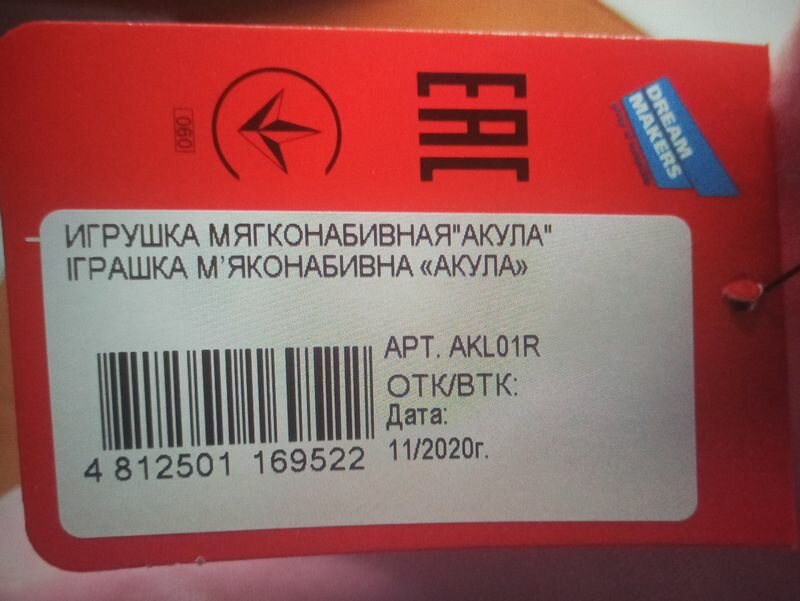 060
EAC
DREAM
MAKERS
ИГРУШКА МЯГКОНАБИВНАЯ"АКУЛА"
ІГРАШКА М'ЯКОНАБИВНА «АКУЛА»
АРТ. AKL01R
ОТК/ВТК:
Дата:
11/2020г.
4 812501 169522